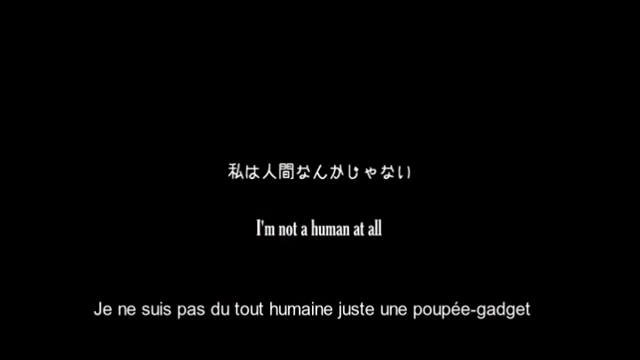 私は人間なんかじゃない
I'm not a human at all
Je ne suis pas du tout humaine juste une poupée-gadget